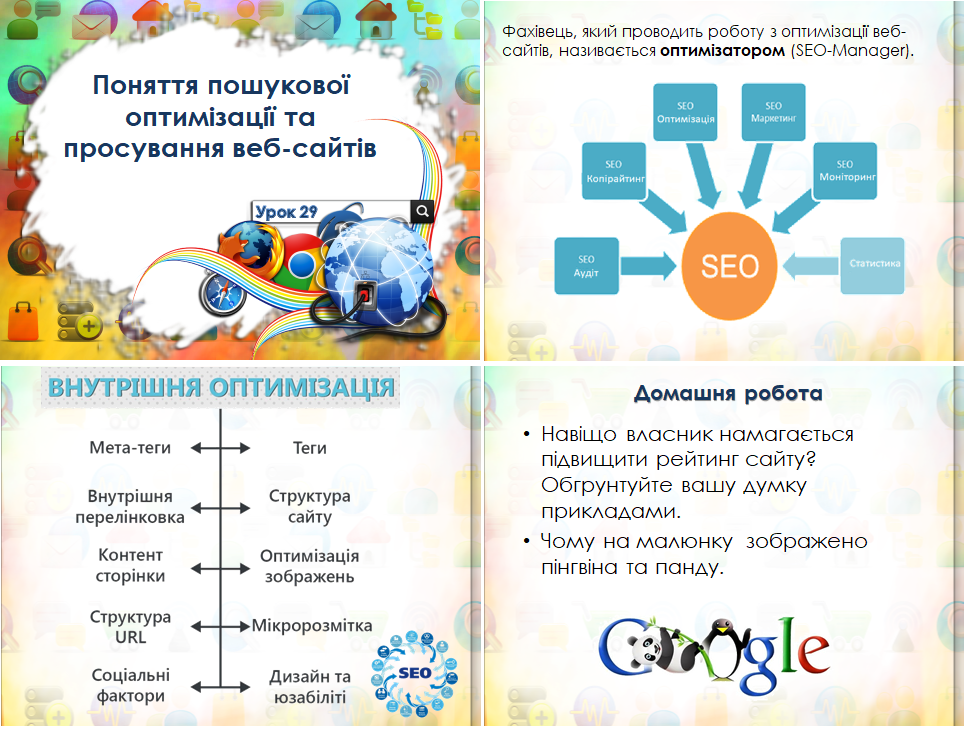 Поняття пошукової
оптимізації та
просування веб-сайтів
Урок 29
Фахівець, який проводить роботу з оптимізації веб-
сайтів, називається оптимізатором (SEO-Manager).
SEO
Оптимізація
SEO
Маркетинг
SEO
Копірайтинг
SEO
Моніторинг
SEO
Аудіт
SEO
Статистика
ВНУТРІШНЯ ОПТИМІЗАЦІЯ
Мета-теги
Теги
Внутрішня
перелінковка
Структура
сайту
Контент
сторінки
Оптимізація
зображень
Структура
URL
Мікророзмітка
Соціальні
фактори
Дизайн та
юзабіліті
SEO
Домашня робота
• Навіщо власник намагається
підвищити рейтинг сайту?
Обгрунтуйте вашу думку
прикладами.
• Чому на малюнку зображено
пінгвіна та панду.
Google